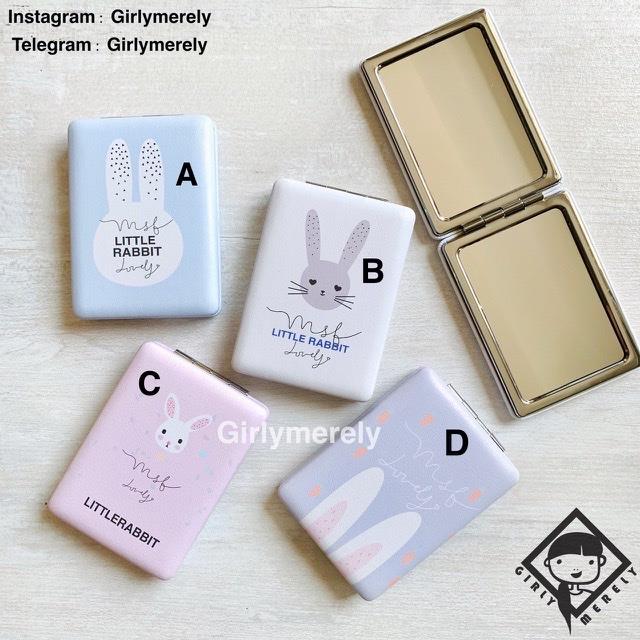 Instagram： Girlymerely
Telegram： Girlymerely
A
msf
LITTLE
RABBIT
Lovely
B
msf
LITTLE RABBIT
Lovely
C
msf
Lovely
LITTLERABBIT
Girlymerely
D
msf
Lovely
GIRLY
MERELY